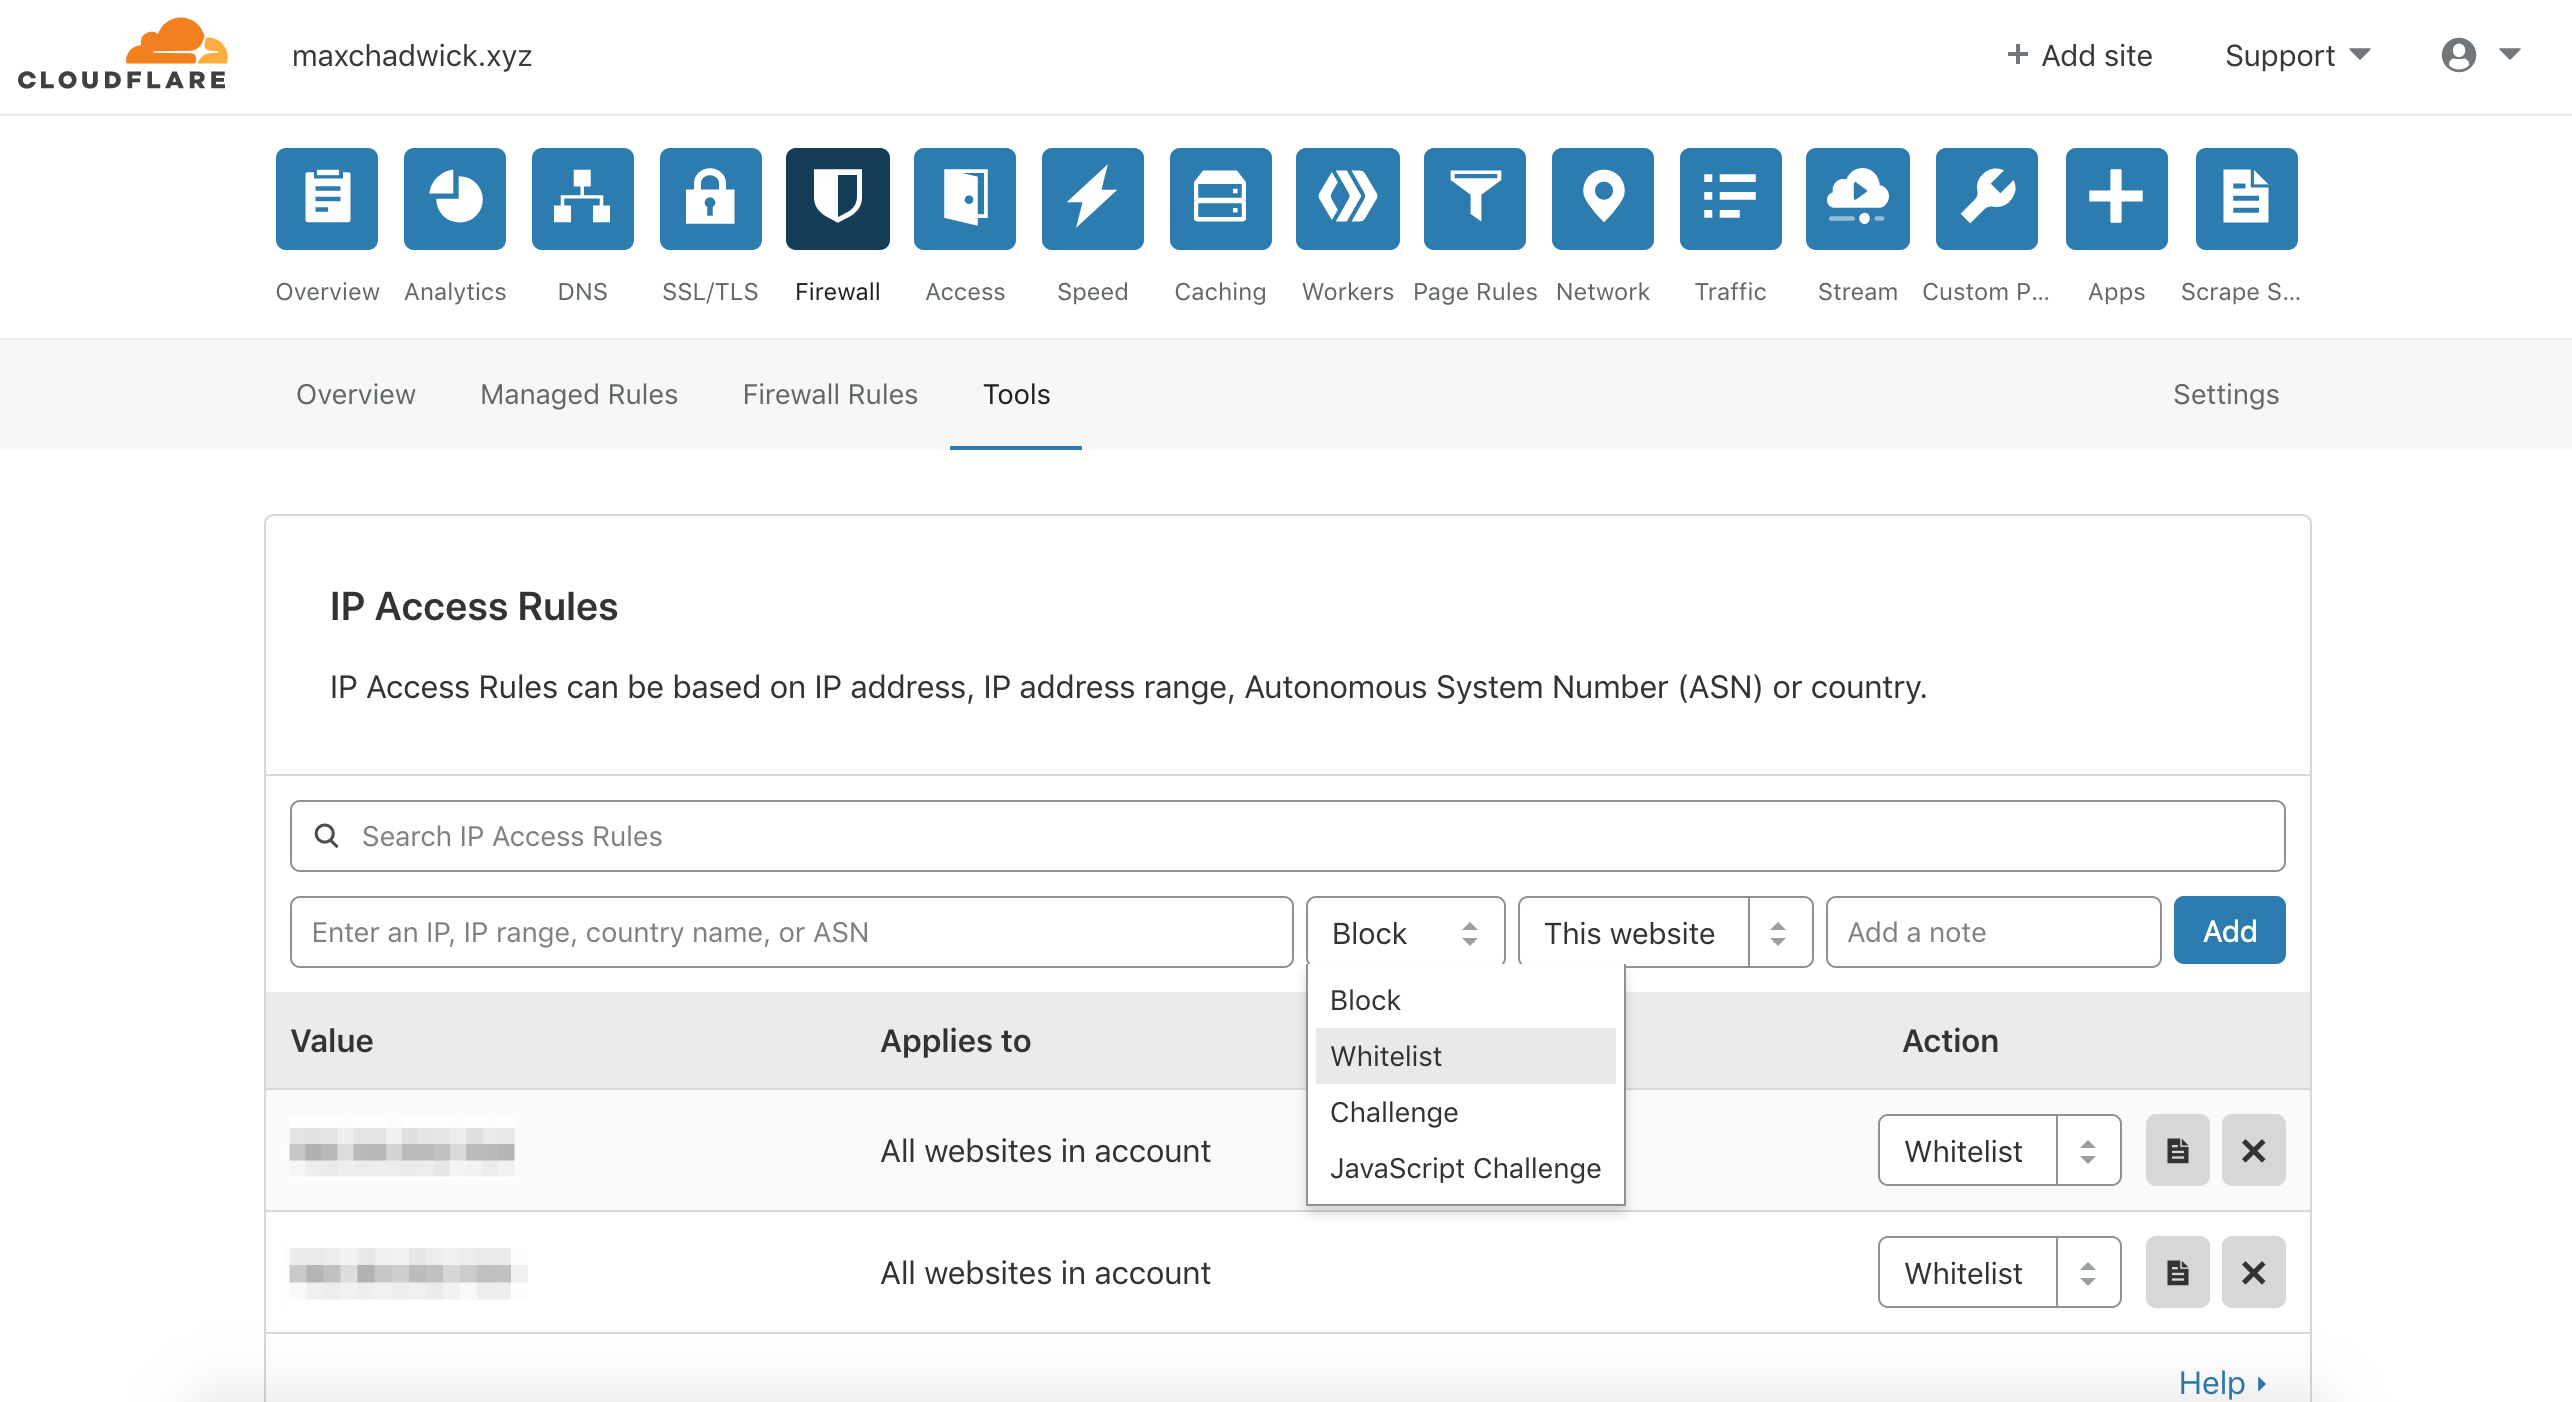 CLOUDFLARE
maxchadwick.xyz
+ Add site
Support
Overview Analytics DNS SSL/TLS Firewall Access Speed Caching Workers Page Rules Network Traffic Stream Custom P... Apps Scrape S...
Overview Managed Rules Firewall Rules Tools Settings
IP Access Rules
IP Access Rules can be based on IP address, IP address range, Autonomous System Number (ASN) or country.
Search IP Access Rules
Enter an IP, IP range, country name, or ASN Block This website Add a note Add
Block
Whitelist
Challenge
JavaScript Challenge
Value Applies to Action
All websites in account Whitelist
All websites in account Whitelist
Help